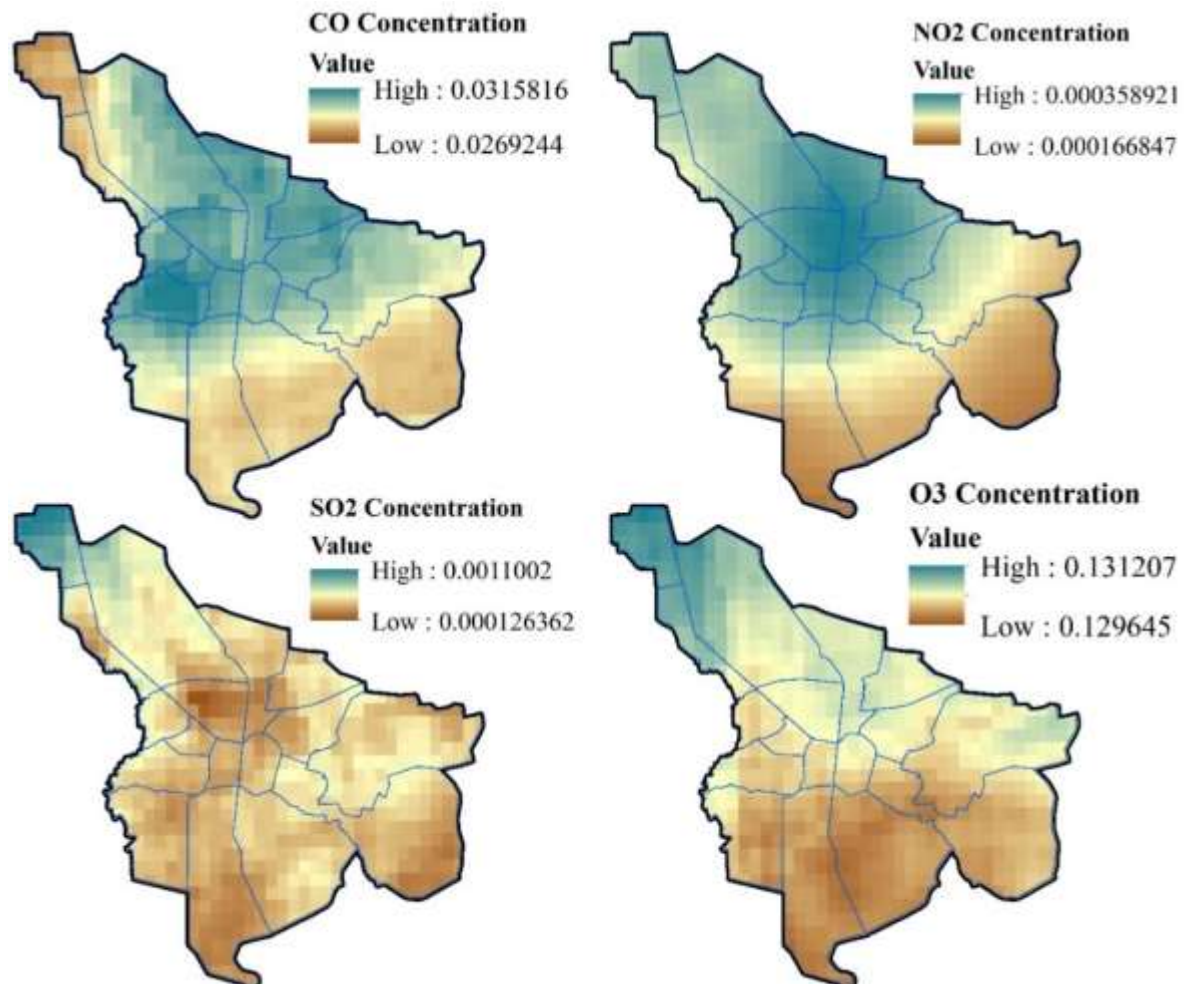 CO Concentration
Value
High : 0.0315816
Low : 0.0269244
NO2 Concentration
Value
High : 0.000358921
Low : 0.000166847
SO2 Concentration
Value
High : 0.0011002
Low : 0.000126362
O3 Concentration
Value
High : 0.131207
Low : 0.129645